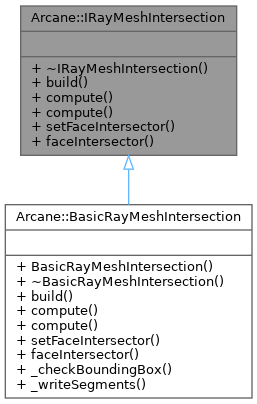 Arcane::IRayMeshIntersection
+ ~IRayMeshIntersection()
+ build()
+ compute()
+ compute()
+ setFaceIntersector()
+ faceIntersector()
Arcane::BasicRayMeshIntersection
+ BasicRayMeshIntersection()
+ ~BasicRayMeshIntersection()
+ build()
+ compute()
+ compute()
+ setFaceIntersector()
+ faceIntersector()
+ _checkBoundingBox()
+ _writeSegments()